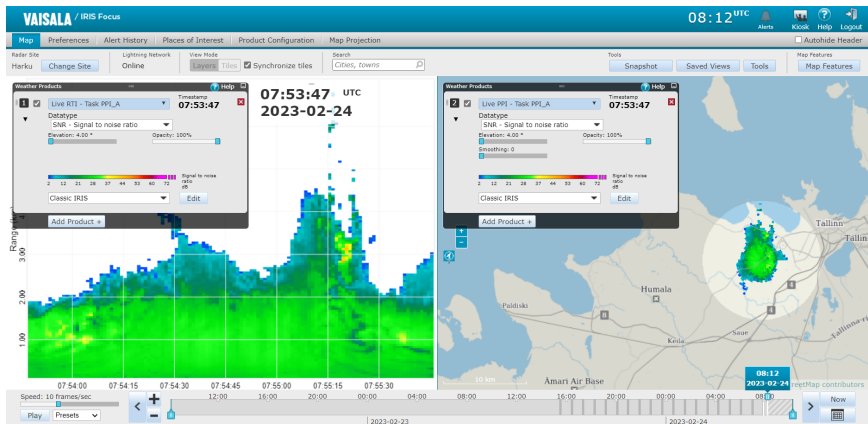 VAISALA / IRIS Focus
08:12 UTC
Alerts
Kiosk
Help
Logout
Map
Preferences
Alert History
Places of Interest
Product Configuration
Map Projection
Autohide Header
Radar Site
Harku
Change Site
Lightning Network
Online
View Mode
Layers Tiles
Synchronize tiles
Search
Cities, towns
Tools
Snapshot
Saved Views
Tools
Map Features
Map Features
Weather Products
Help
1
Live RTI - Task PPI_A
Timestamp
07:53:47
Datatype
SNR - Signal to noise ratio
Elevation: 4.00 °
Opacity: 100%
2 12 21 28 37 44 53 60 72
Signal to noise
ratio
dB
Classic IRIS
Edit
Add Product +
07:53:47 UTC
2023-02-24
Range
4
3.00
2.00
1.00
07:54:00 07:54:15 07:54:30 07:54:45 07:55:00 07:55:15 07:55:30
Weather Products
Help
2
Live PPI - Task PPI_A
Timestamp
07:53:47
Datatype
SNR - Signal to noise ratio
Elevation: 4.00 °
Opacity: 100%
Smoothing: 0
2 12 21 28 37 44 53 60 72
Signal to noise
ratio
dB
Classic IRIS
Edit
Add Product +
+
−
Tallinn
Tallin
Humala
Paldiski
8
4
4
Saue
Keila
Tallinna-r
Ämari Air Base
10 km
08:12
2023-02-24
reetMap contributors
Speed: 10 frames/sec
Play
Presets
12:00 16:00 20:00 00:00 04:00 08:00 12:00 16:00 20:00 00:00 04:00 08:00
2023-02-23
2023-02-24
Now